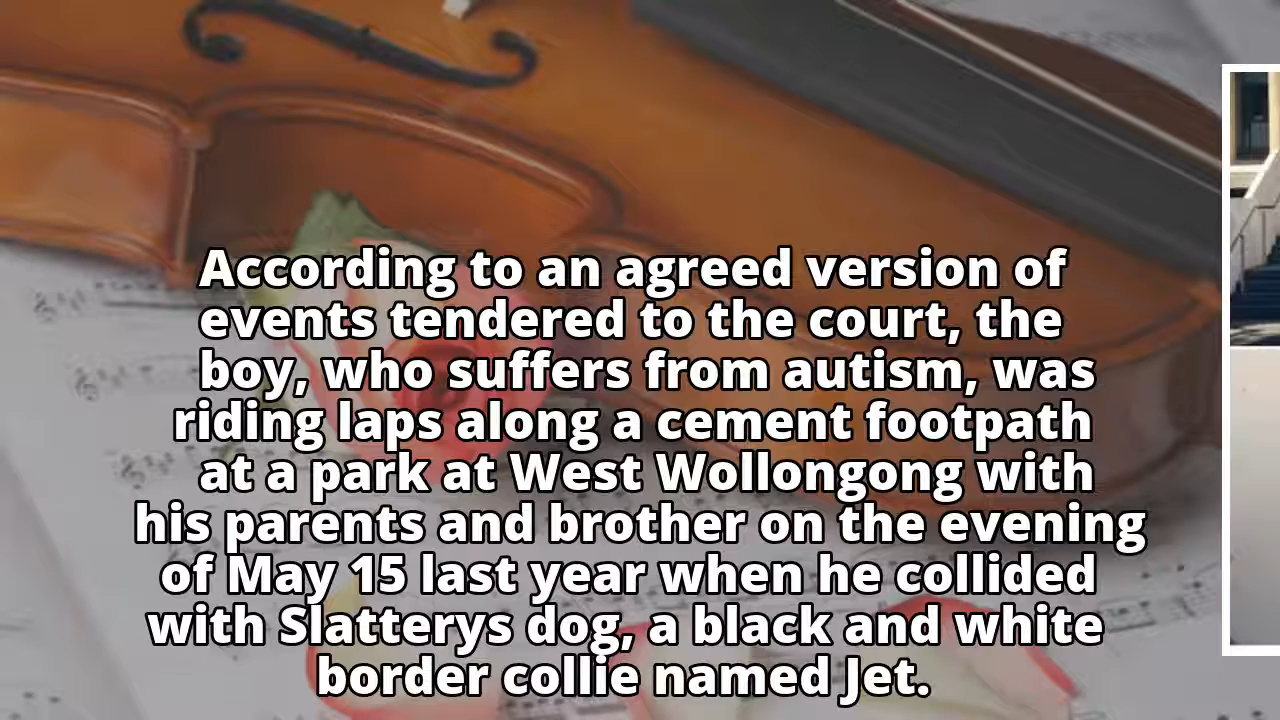 According to an agreed version of
events tendered to the court, the
boy, who suffers from autism, was
riding laps along a cement footpath
at a park at West Wollongong with
his parents and brother on the evening
of May 15 last year when he collided
with Slatterys dog, a black and white
border collie named Jet.